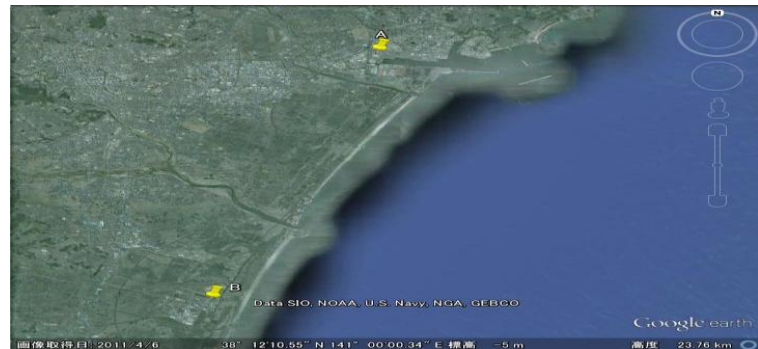 N
A
B
Data SIO, NOAA, U.S. Navy, NGA, GEBCO
Google earth
画像取得日: 2011/4/6 38° 12'10.55" N 141° 00'00.34" E 標高 -5 m 高度 23.76 km